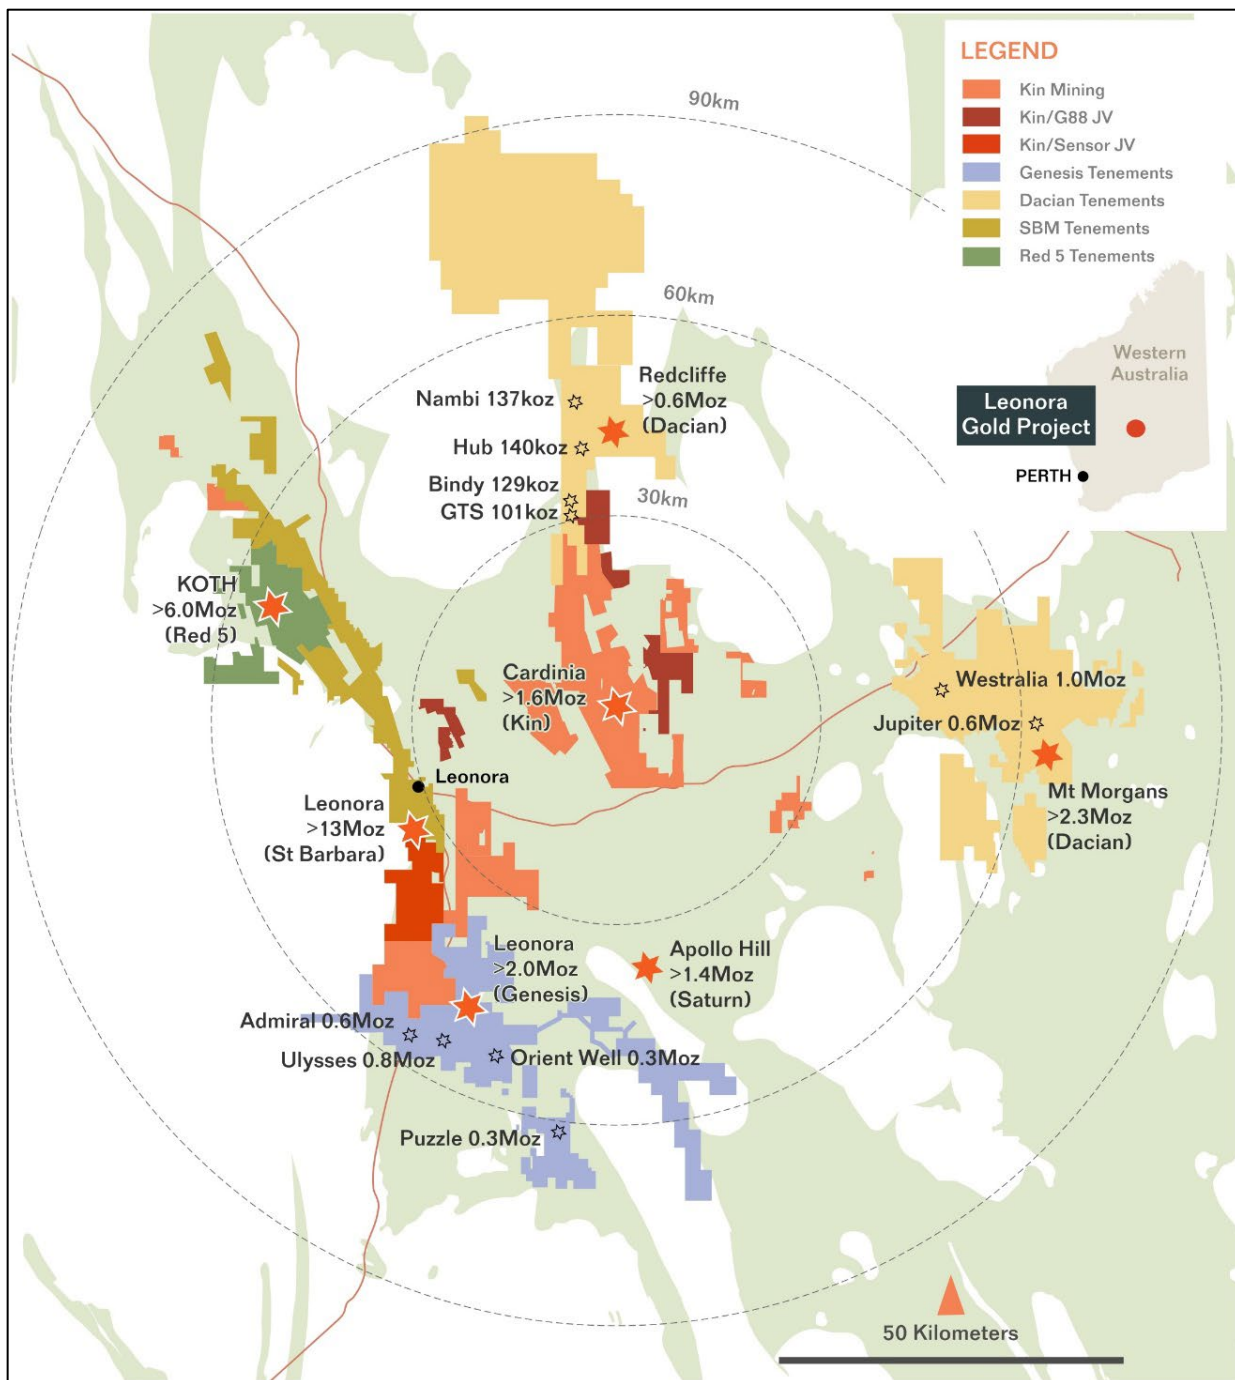 90km
LEGEND
Kin Mining
Kin/G88 JV
Kin/Sensor JV
Genesis Tenements
Dacian Tenements
SBM Tenements
Red 5 Tenements
60km
Western
Australia
Leonora
Gold Project
PERTH
Redcliffe
>0.6Moz
(Dacian)
Nambi 137koz
Hub 140koz
Bindy 129koz
GTS 101koz
30km
KOTH
>6.0Moz
(Red 5)
Cardinia
>1.6Moz
(Kin)
Westralia 1.0Moz
Jupiter 0.6Moz
Mt Morgans
>2.3Moz
(Dacian)
Leonora
Leonora
>13Moz
(St Barbara)
Leonora
>2.0Moz
(Genesis)
Apollo Hill
>1.4Moz
(Saturn)
Admiral 0.6Moz
Ulysses 0.8Moz
Orient Well 0.3Moz
Puzzle 0.3Moz
50 Kilometers